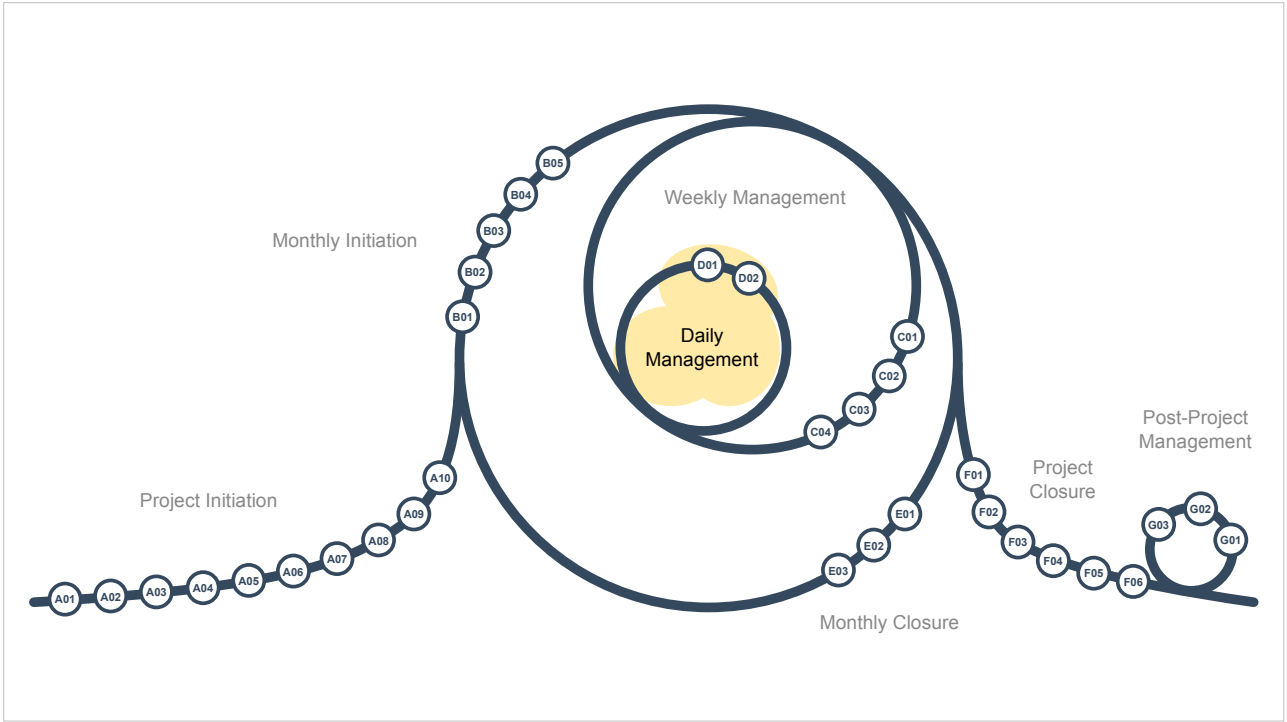 B05
B04
Weekly Management
B03
Monthly Initiation
D01
B02
D02
B01
Daily
Management
C01
C02
C03
C04
Post-Project
Management
A10
Project
Closure
F01
Project Initiation
G02
A09
E01
F02
G03
A08
E02
F03
G01
A07
A06
E03
F04
A05
F05
A04
F06
A03
A02
A01
Monthly Closure